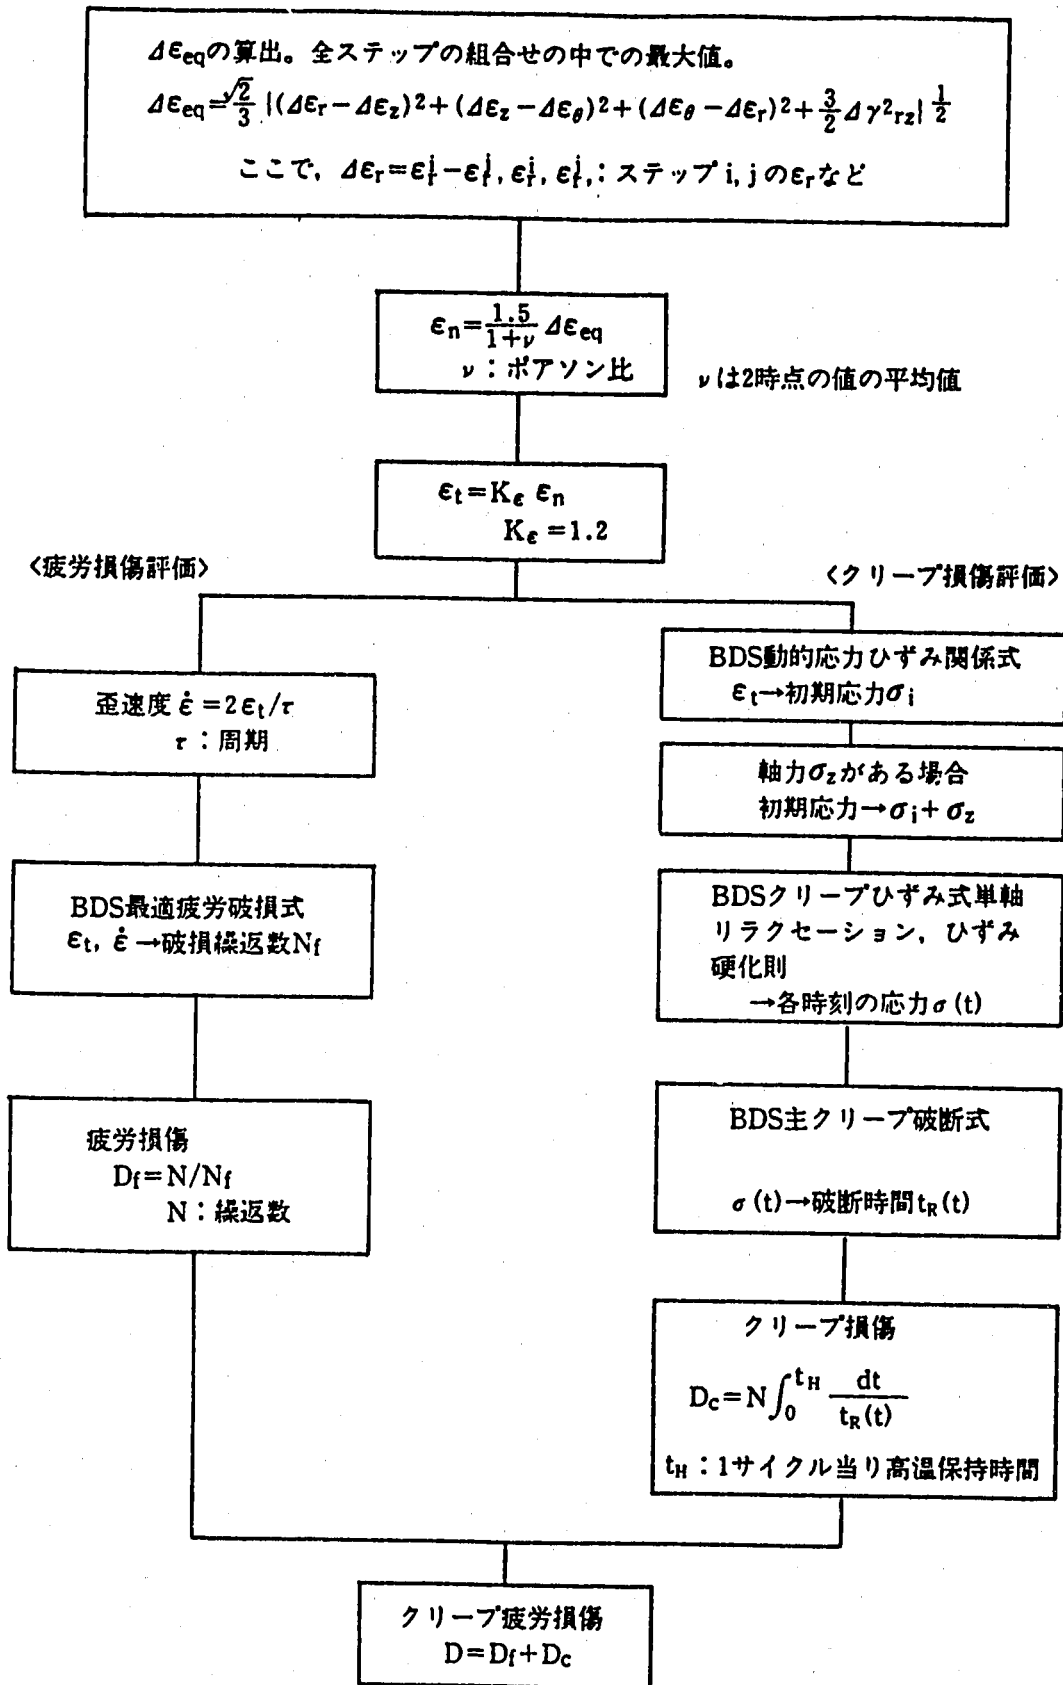 Δεeqの算出。全ステップの組合せの中での最大値。
Δεeq=√2/3 {(Δεr−Δεz)2+(Δεz−Δεθ)2+(Δεθ−Δεr)2+3/2 Δγ2rz} 1/2
ここで, Δεr=εir−εjr, εir, εjr,: ステップ i, j のεrなど
εn=1.5/1+ν Δεeq
ν:ポアソン比
νは2時点の値の平均値
εt=Kε εn
Kε=1.2
<疲労損傷評価>
歪速度 ε̇=2εt/τ
τ:周期
BDS最適疲労破損式
εt, ε̇→破損繰返数Nf
疲労損傷
Df=N/Nf
N:繰返数
<クリープ損傷評価>
BDS動的応力ひずみ関係式
εt→初期応力σi
軸力σzがある場合
初期応力→σi+σz
BDSクリープひずみ式単軸
リラクセーション, ひずみ
硬化則
→各時刻の応力σ(t)
BDS主クリープ破断式
σ(t)→破断時間tR(t)
クリープ損傷
Dc=N∫0tH dt/tR(t)
tH:1サイクル当り高温保持時間
クリープ疲労損傷
D=Df+Dc